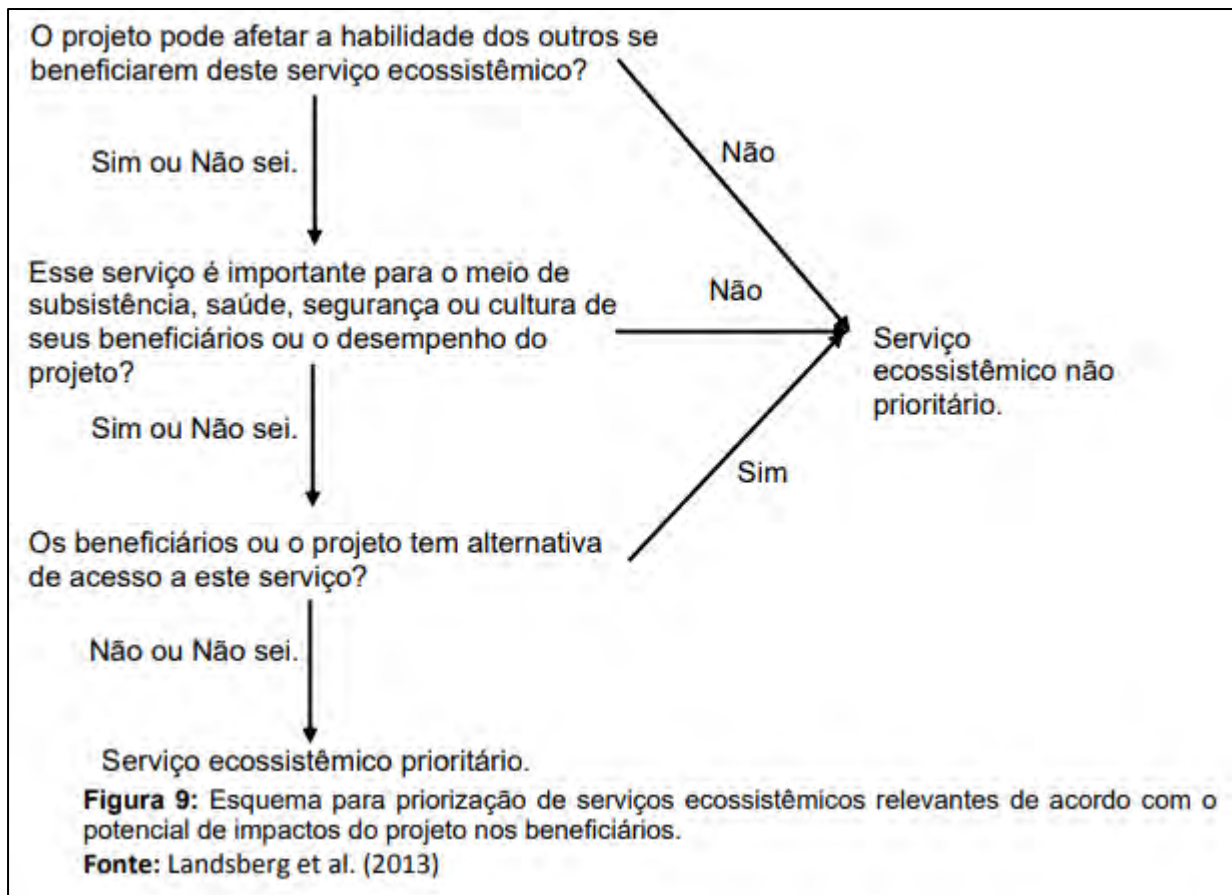 O projeto pode afetar a habilidade dos outros se
beneficiarem deste serviço ecossistêmico?
Não
Sim ou Não sei.
Esse serviço é importante para o meio de
subsistência, saúde, segurança ou cultura de
seus beneficiários ou o desempenho do
projeto?
Não
Serviço
ecossistêmico não
prioritário.
Sim ou Não sei.
Sim
Os beneficiários ou o projeto tem alternativa
de acesso a este serviço?
Não ou Não sei.
Serviço ecossistêmico prioritário.
Figura 9: Esquema para priorização de serviços ecossistêmicos relevantes de acordo com o
potencial de impactos do projeto nos beneficiários.
Fonte: Landsberg et al. (2013)